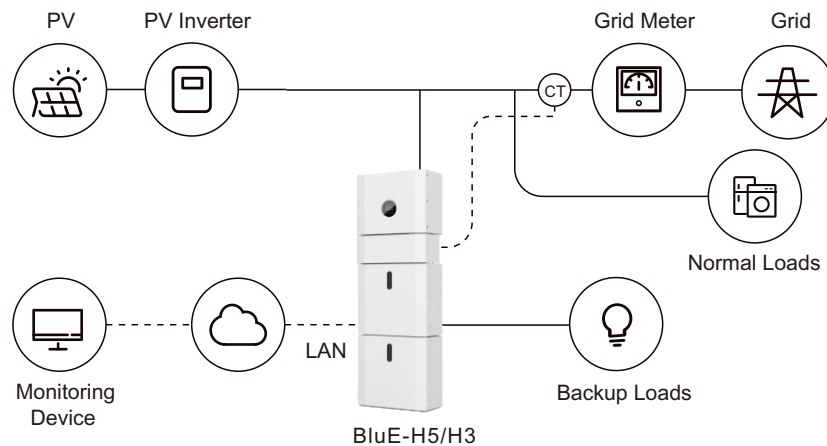 PV
PV Inverter
Grid Meter
Grid
CT
Normal Loads
LAN
Monitoring
Device
Backup Loads
BluE-H5/H3